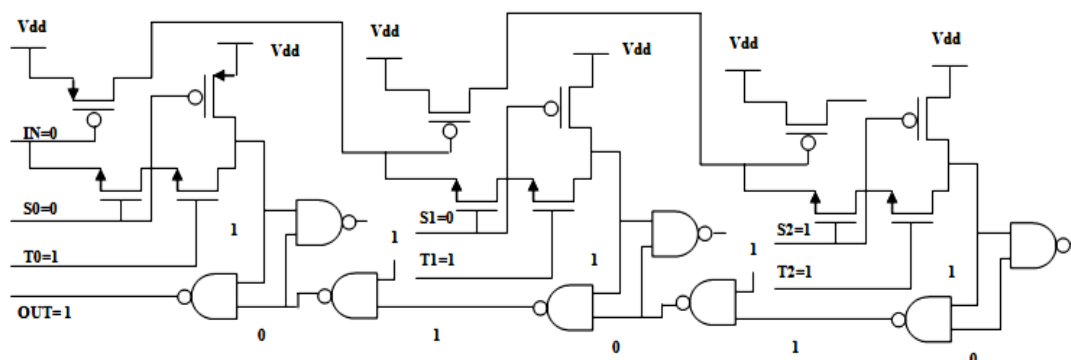 Vdd
Vdd
Vdd
Vdd
Vdd
Vdd
IN=0
S0=0
T0=1
OUT= 1
1
0
1
1
S1=0
T1=1
1
0
1
1
S2=1
T2=1
1
0